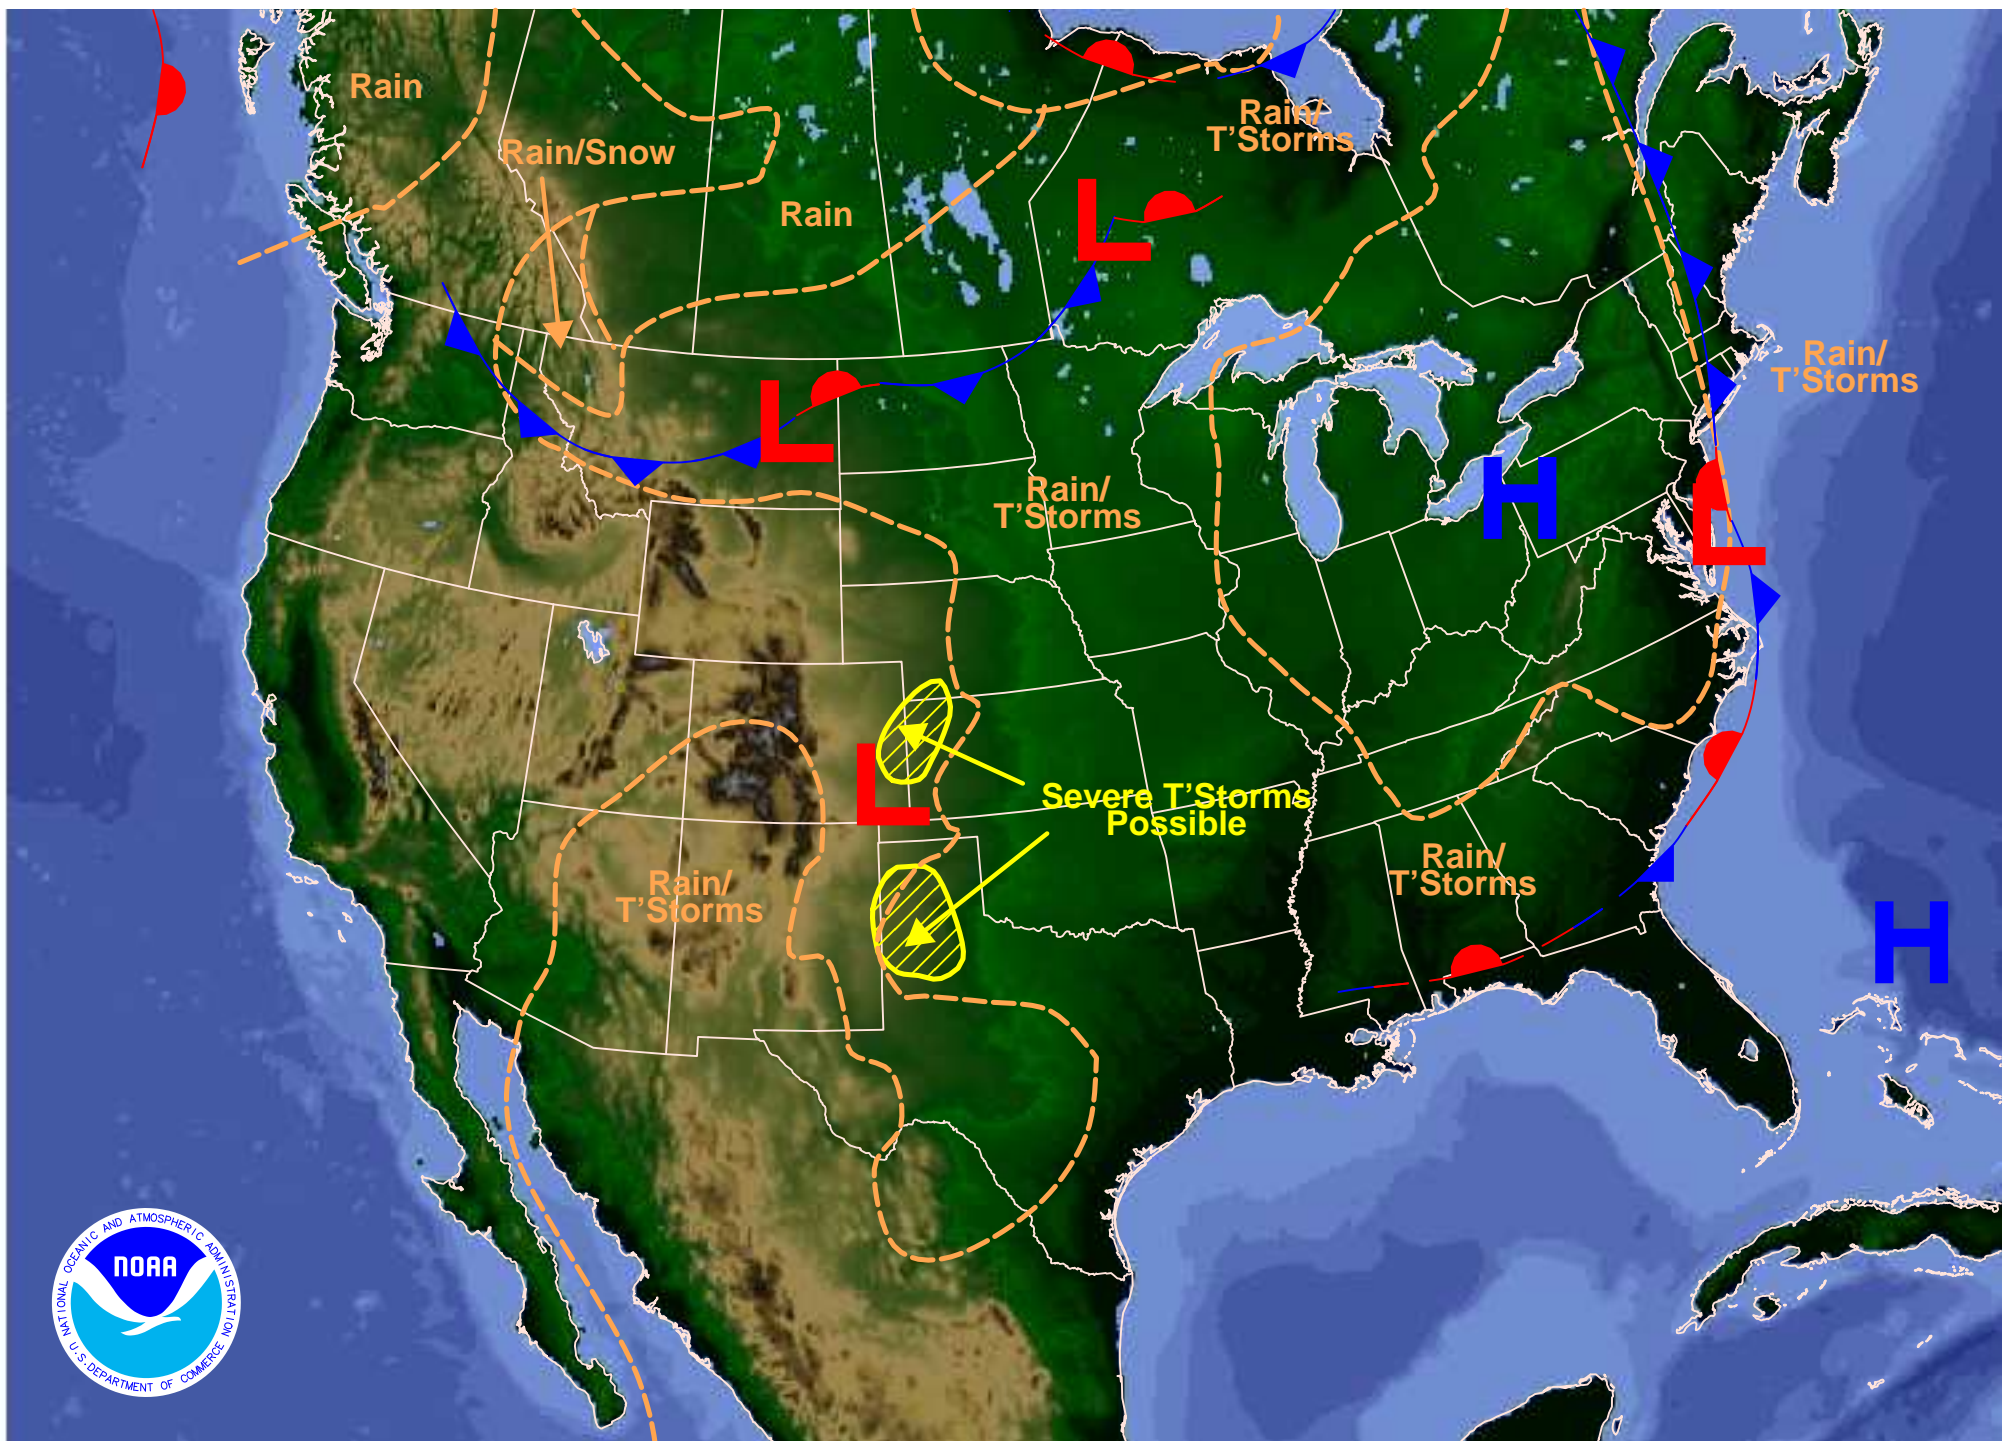 Rain
Rain/Snow
Rain
Rain/
T'Storms
L
Rain/
T'Storms
L
Rain/
T'Storms
H
L
L
Severe T'Storms
Possible
Rain/
T'Storms
Rain/
T'Storms
H
NATIONAL OCEANIC AND ATMOSPHERIC ADMINISTRATION
NOAA
U.S. DEPARTMENT OF COMMERCE